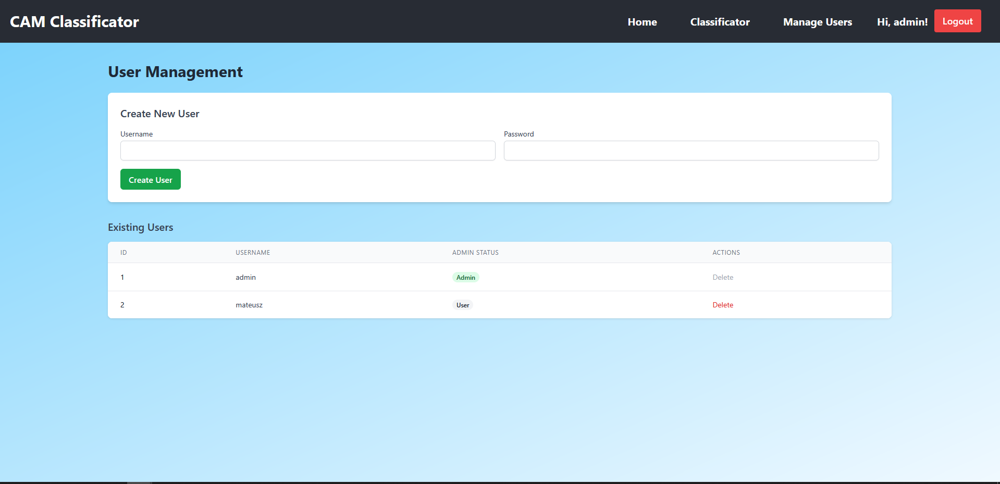 CAM Classificator
Home Classificator Manage Users Hi, admin! Logout
User Management
Create New User
Username Password
Create User
Existing Users
ID USERNAME ADMIN STATUS ACTIONS
1 admin Admin Delete
2 mateusz User Delete